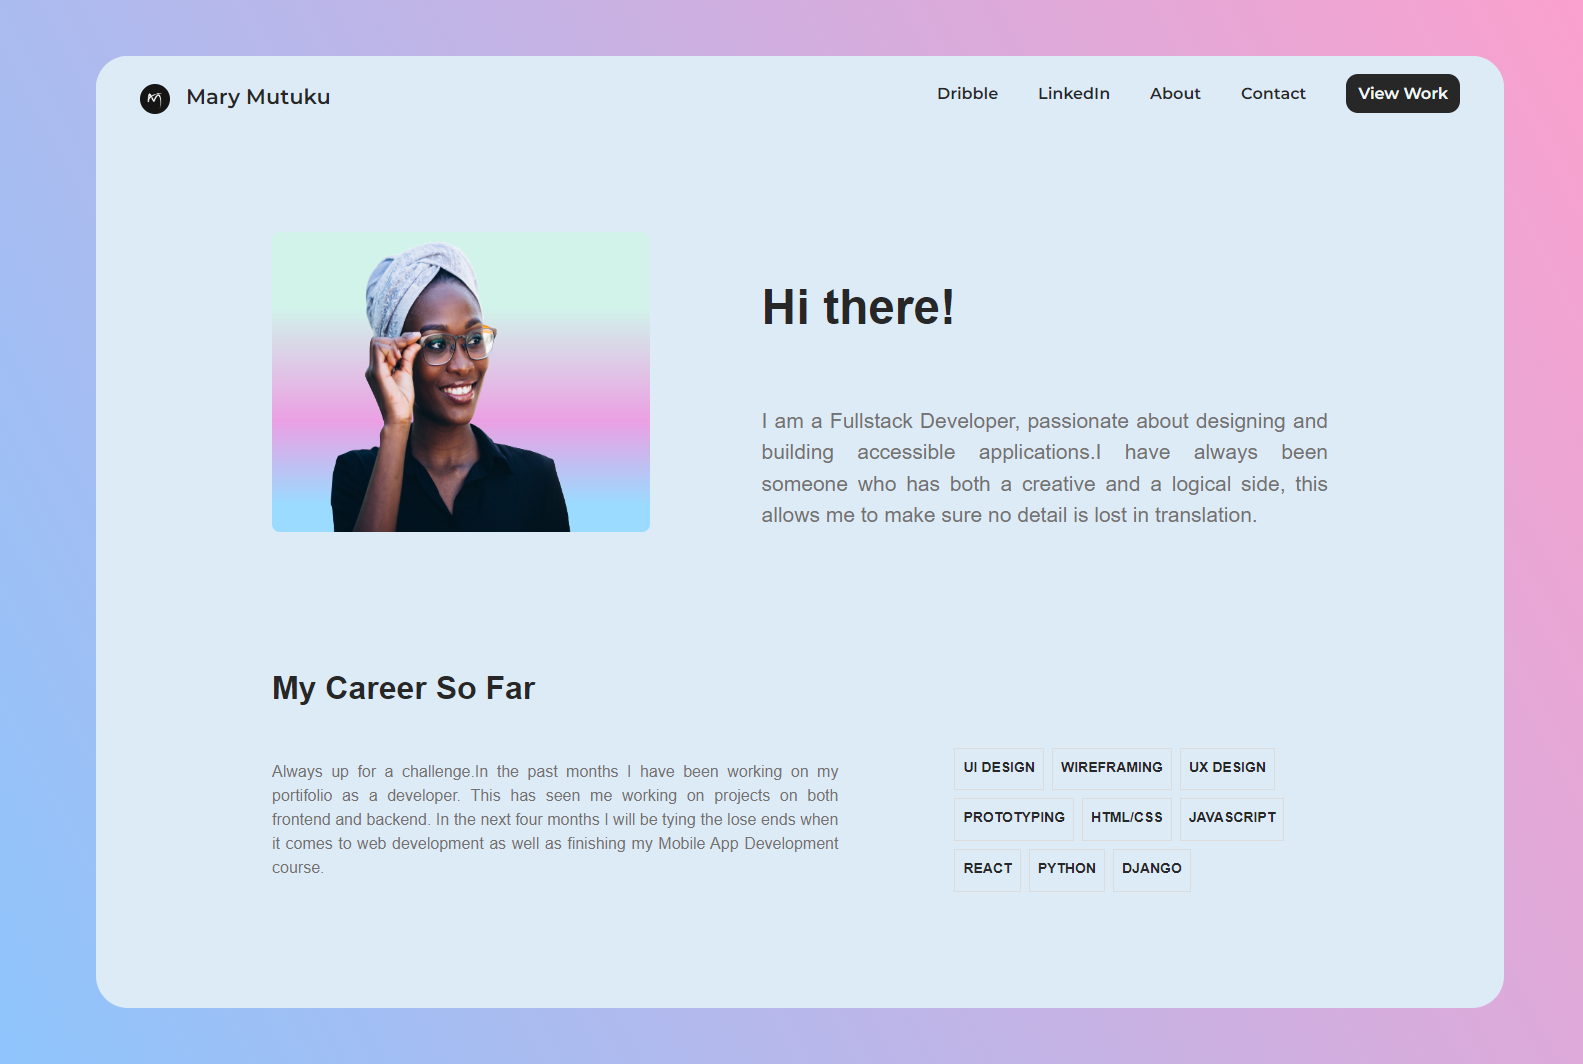 Mary Mutuku
Dribble
LinkedIn
About
Contact
View Work
Hi there!
I am a Fullstack Developer, passionate about designing and
building accessible applications.I have always been
someone who has both a creative and a logical side, this
allows me to make sure no detail is lost in translation.
My Career So Far
Always up for a challenge.In the past months I have been working on my
portifolio as a developer. This has seen me working on projects on both
frontend and backend. In the next four months I will be tying the lose ends when
it comes to web development as well as finishing my Mobile App Development
course.
UI DESIGN
WIREFRAMING
UX DESIGN
PROTOTYPING
HTML/CSS
JAVASCRIPT
REACT
PYTHON
DJANGO